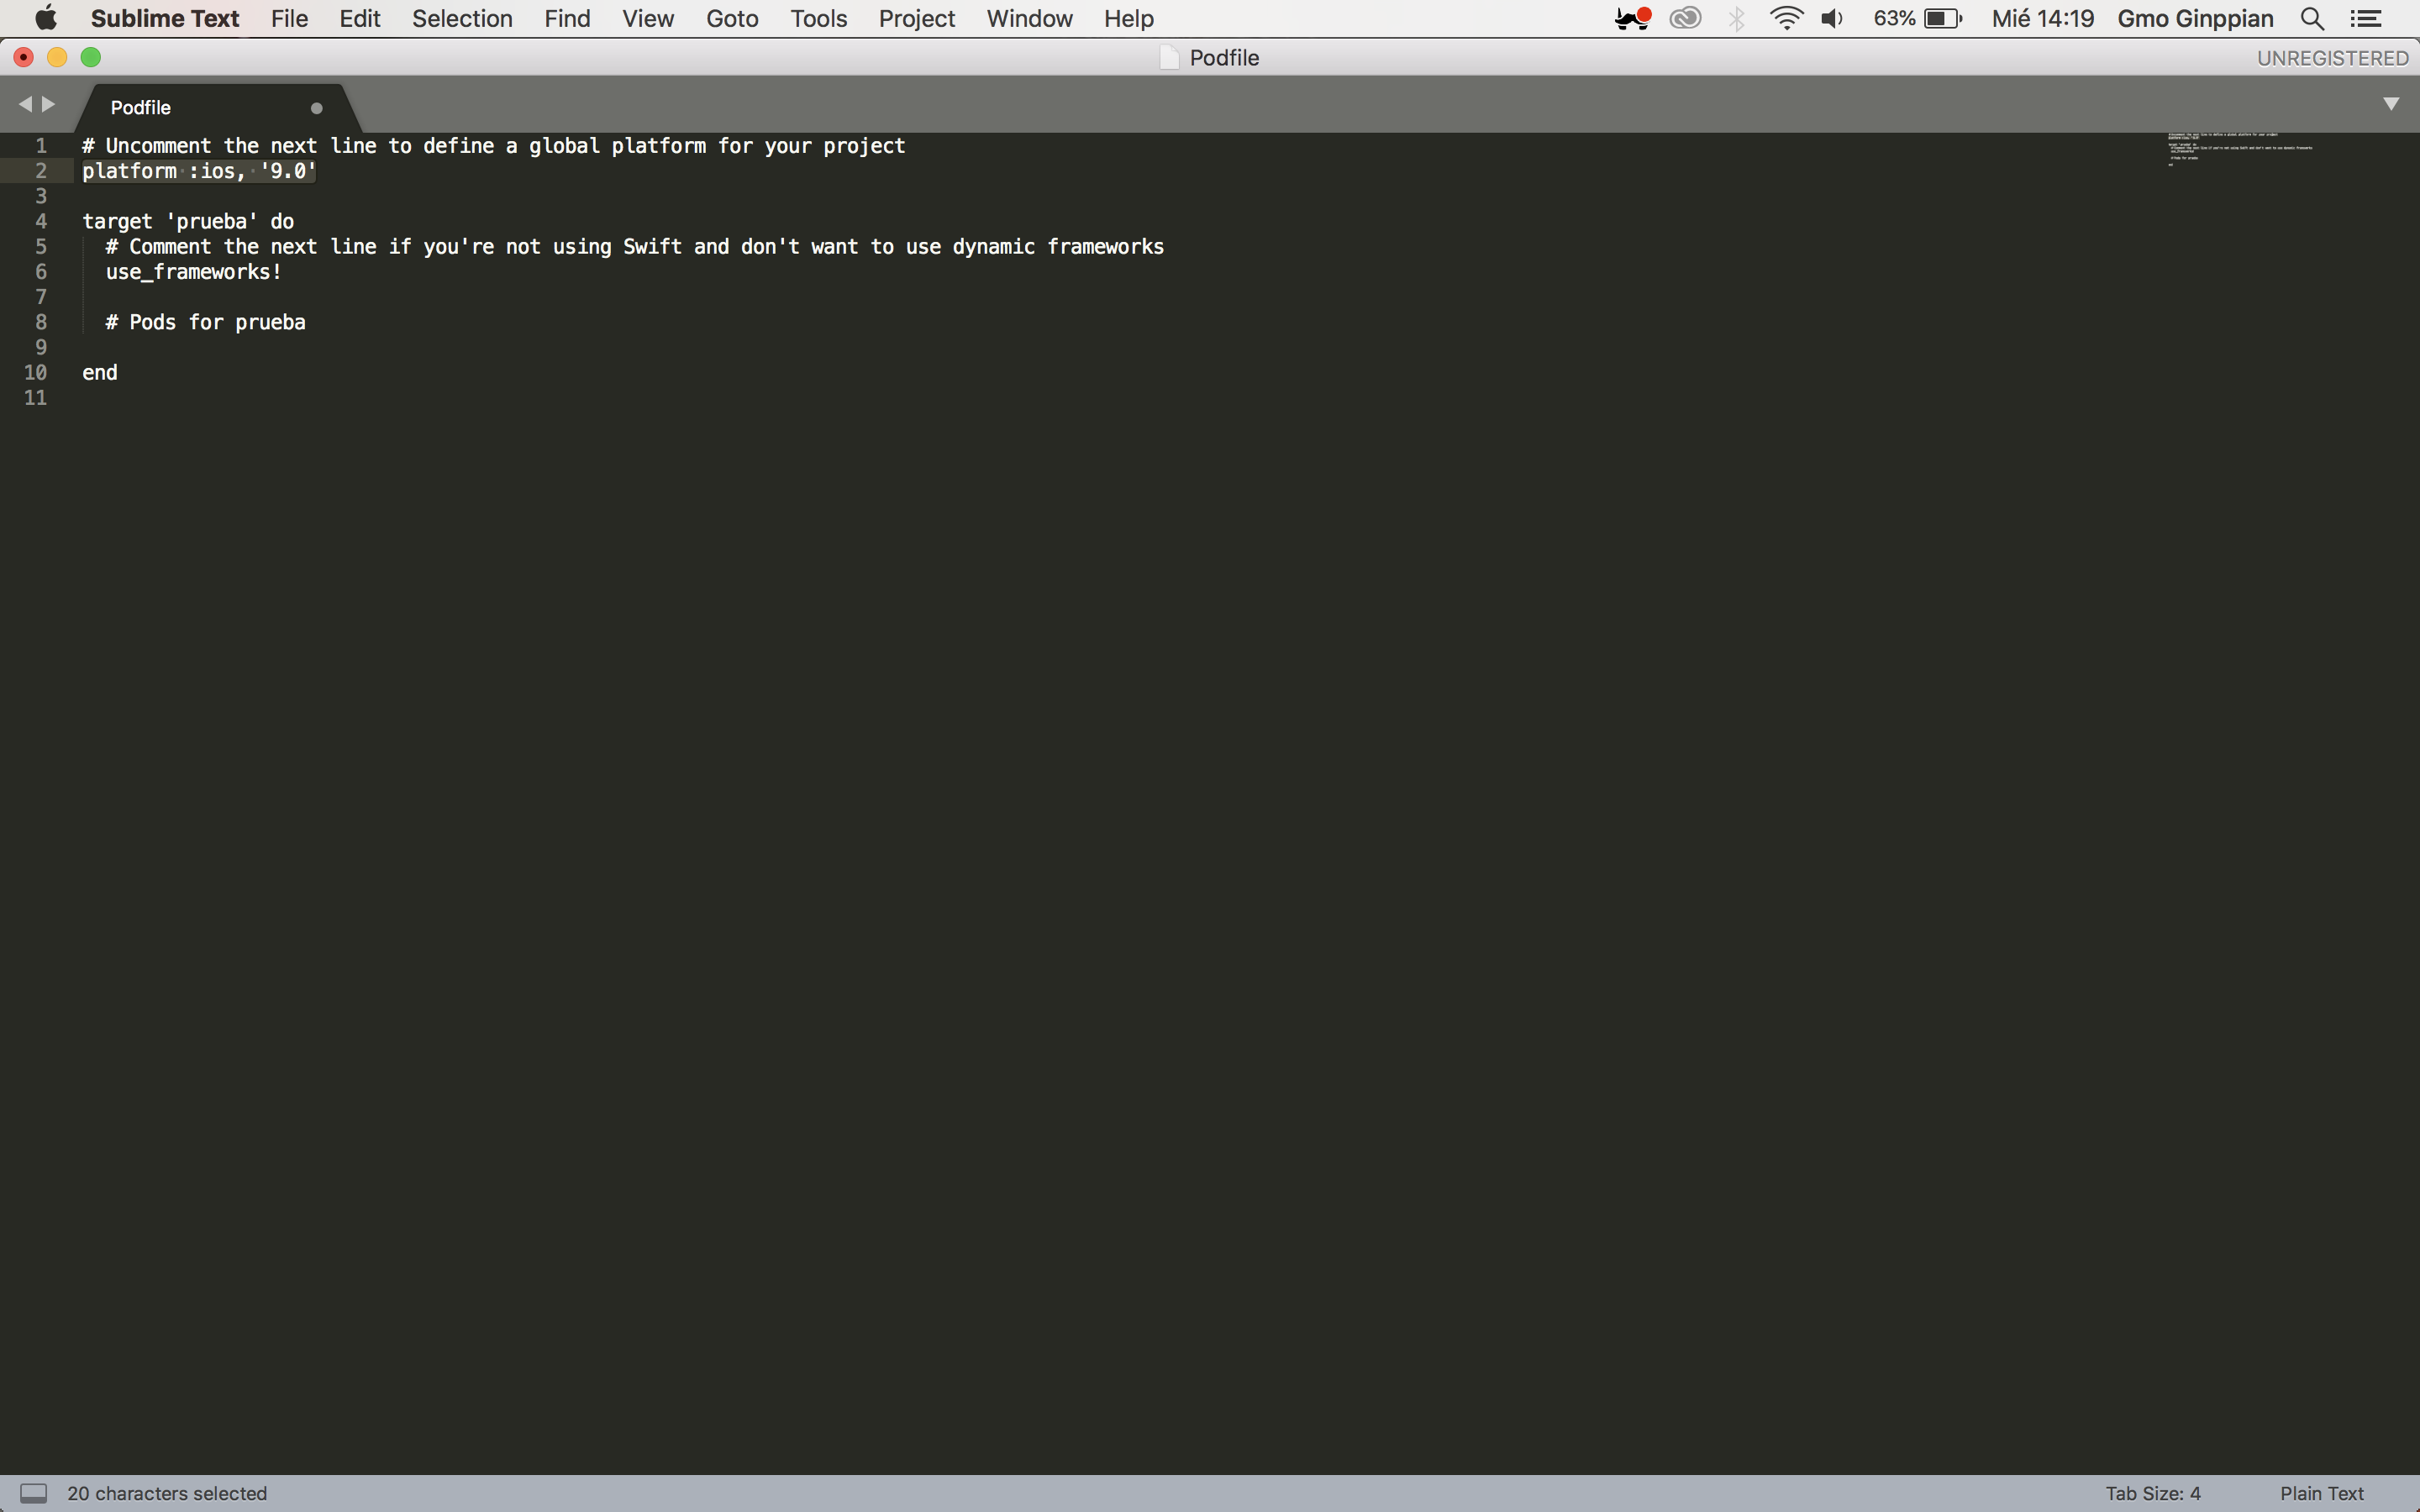 Sublime Text File Edit Selection Find View Goto Tools Project Window Help 63% Mié 14:19 Gmo Ginppian
Podfile UNREGISTERED
Podfile
1 # Uncomment the next line to define a global platform for your project
2 platform :ios, '9.0'
3
4 target 'prueba' do
5 # Comment the next line if you're not using Swift and don't want to use dynamic frameworks
6 use_frameworks!
7
8 # Pods for prueba
9
10 end
11
20 characters selected Tab Size: 4 Plain Text